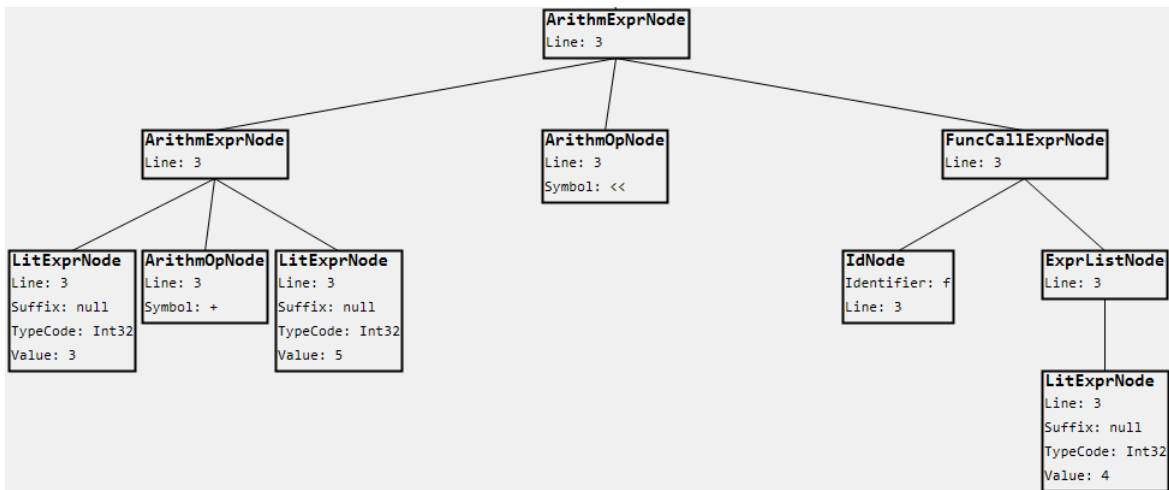 ArithmExprNode
Line: 3
ArithmExprNode
Line: 3
ArithmOpNode
Line: 3
Symbol: <<
FuncCallExprNode
Line: 3
LitExprNode
Line: 3
Suffix: null
TypeCode: Int32
Value: 3
ArithmOpNode
Line: 3
Symbol: +
LitExprNode
Line: 3
Suffix: null
TypeCode: Int32
Value: 5
IdNode
Identifier: f
Line: 3
ExprListNode
Line: 3
LitExprNode
Line: 3
Suffix: null
TypeCode: Int32
Value: 4